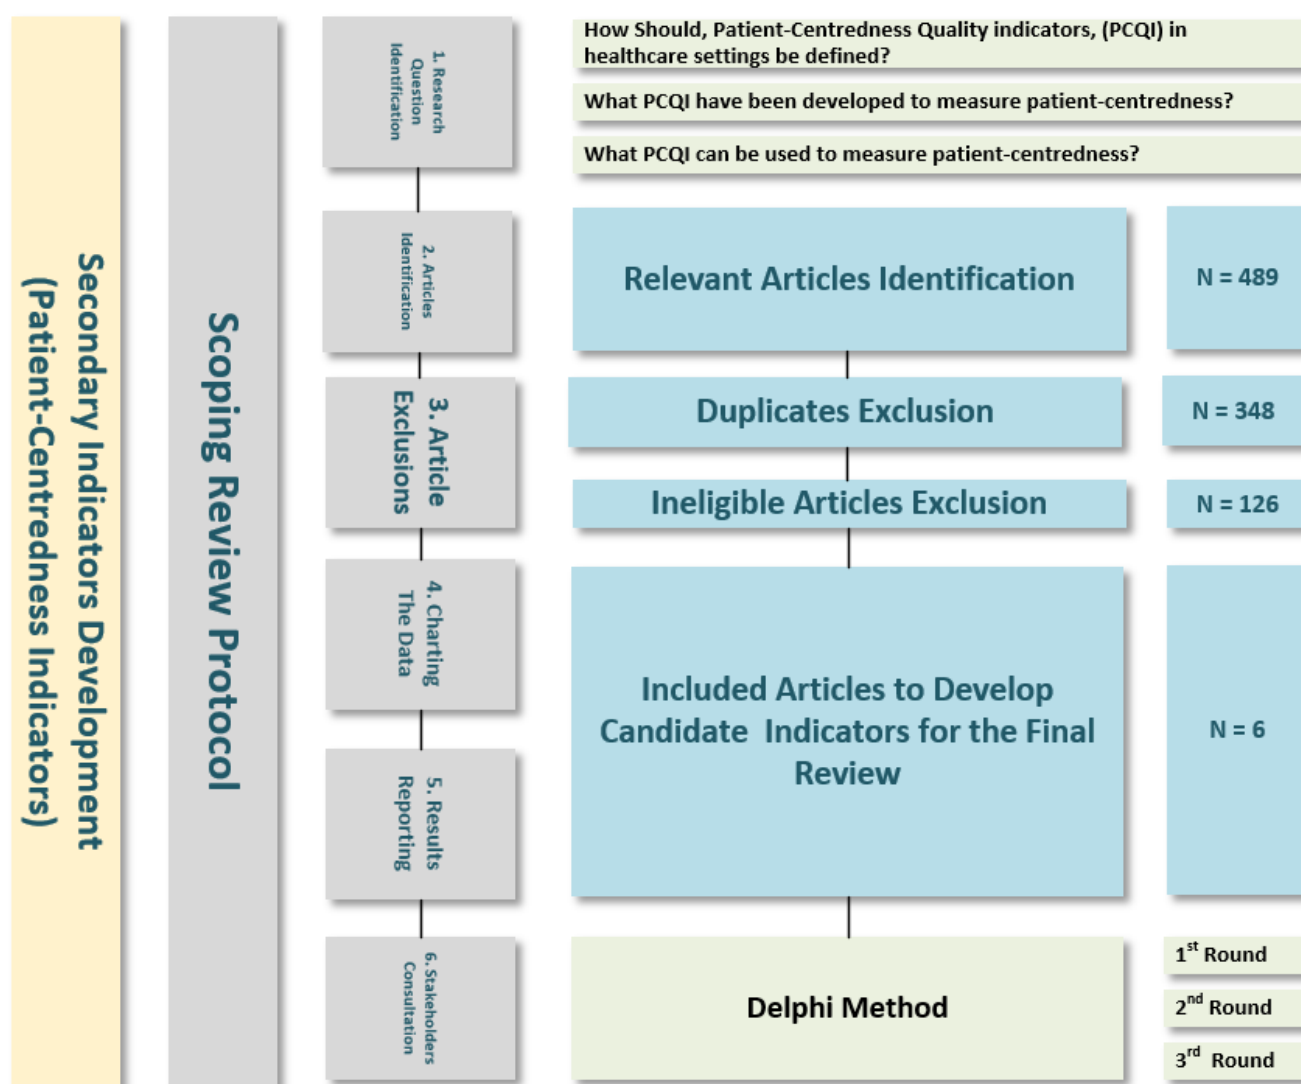 Secondary Indicators Development
(Patient-Centredness Indicators)
Scoping Review Protocol
1. Research
Question
Identification
How Should, Patient-Centredness Quality indicators, (PCQI) in
healthcare settings be defined?
What PCQI have been developed to measure patient-centredness?
What PCQI can be used to measure patient-centredness?
2. Articles
Identification
Relevant Articles Identification
N = 489
3. Article
Exclusions
Duplicates Exclusion
N = 348
Ineligible Articles Exclusion
N = 126
4. Charting
The Data
5. Results
Reporting
Included Articles to Develop
Candidate Indicators for the Final
Review
N = 6
6. Stakeholders
Consultation
Delphi Method
1st Round
2nd Round
3rd Round